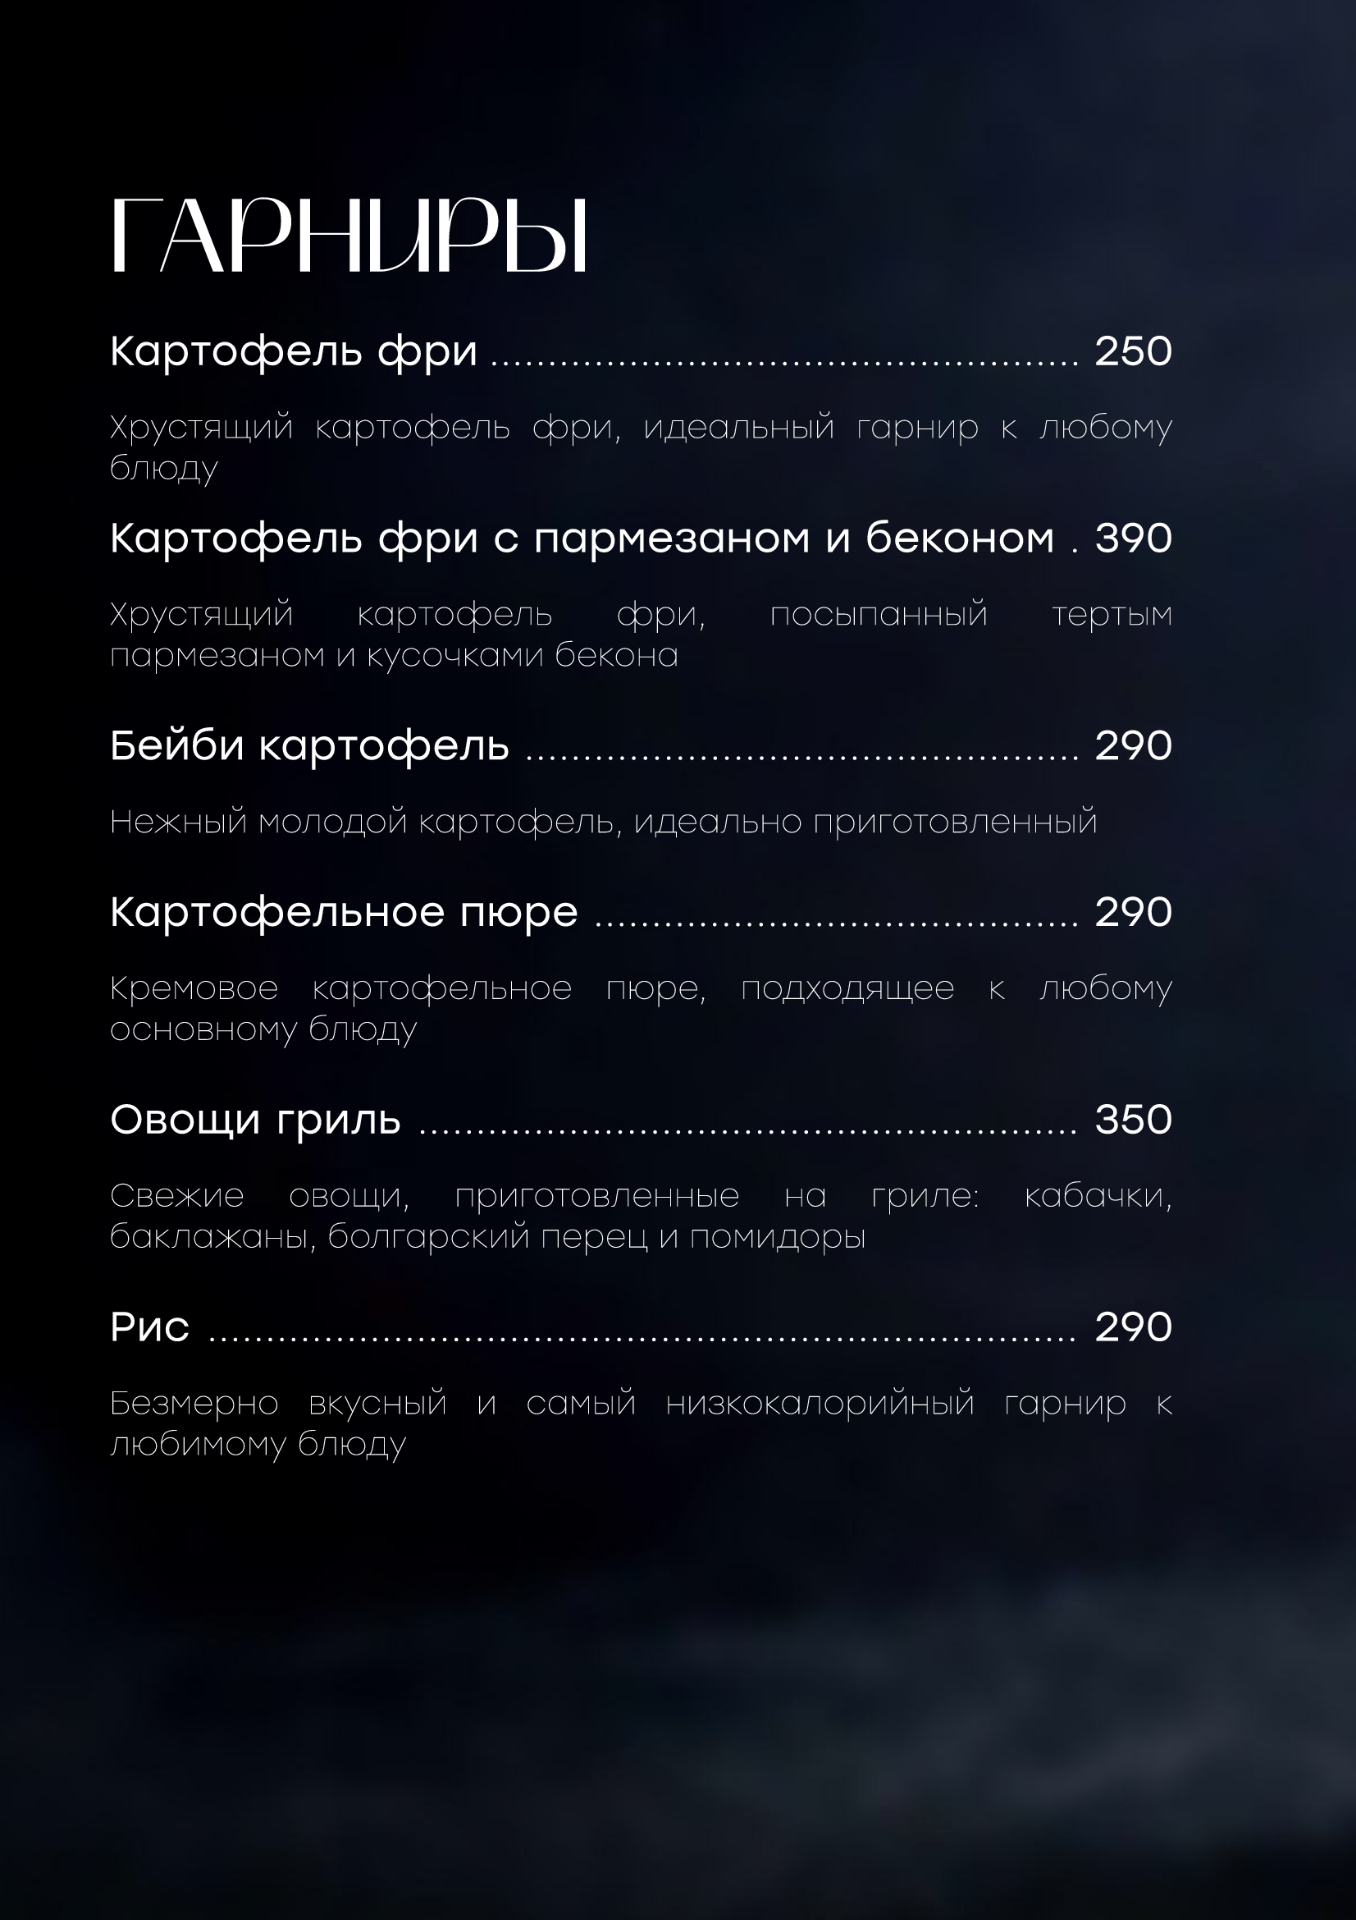 ГАРНИРЫ
Картофель фри .................................................. 250
Хрустящий картофель фри, идеальный гарнир к любому
блюду
Картофель фри с пармезаном и беконом . 390
Хрустящий картофель фри, посыпанный тертым
пармезаном и кусочками бекона
Бейби картофель ............................................... 290
Нежный молодой картофель, идеально приготовленный
Картофельное пюре ......................................... 290
Кремовое картофельное пюре, подходящее к любому
основному блюду
Овощи гриль ........................................................ 350
Свежие овощи, приготовленные на гриле: кабачки,
баклажаны, болгарский перец и помидоры
Рис .......................................................................... 290
Безмерно вкусный и самый низкокалорийный гарнир к
любимому блюду